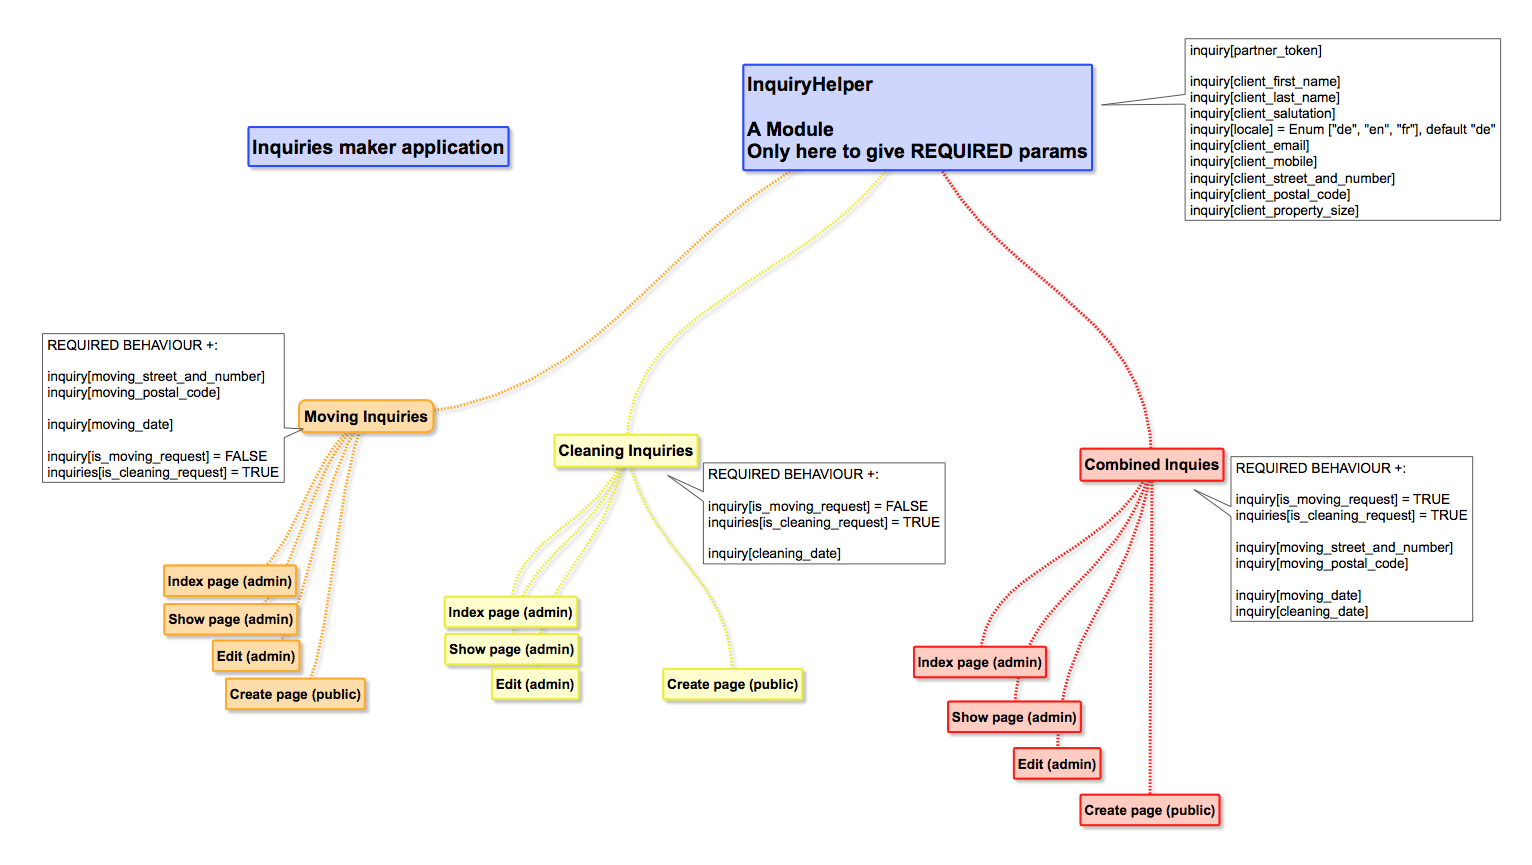 Inquiries maker application
InquiryHelper
A Module
Only here to give REQUIRED params
inquiry[partner_token]
inquiry[client_first_name]
inquiry[client_last_name]
inquiry[client_salutation]
inquiry[locale] = Enum ["de", "en", "fr"], default "de"
inquiry[client_email]
inquiry[client_mobile]
inquiry[client_street_and_number]
inquiry[client_postal_code]
inquiry[client_property_size]
REQUIRED BEHAVIOUR +:
inquiry[moving_street_and_number]
inquiry[moving_postal_code]
inquiry[moving_date]
inquiry[is_moving_request] = FALSE
inquiries[is_cleaning_request] = TRUE
Moving Inquiries
Index page (admin)
Show page (admin)
Edit (admin)
Create page (public)
Cleaning Inquiries
REQUIRED BEHAVIOUR +:
inquiry[is_moving_request] = FALSE
inquiries[is_cleaning_request] = TRUE
inquiry[cleaning_date]
Index page (admin)
Show page (admin)
Edit (admin)
Create page (public)
Combined Inquies
REQUIRED BEHAVIOUR +:
inquiry[is_moving_request] = TRUE
inquiries[is_cleaning_request] = TRUE
inquiry[moving_street_and_number]
inquiry[moving_postal_code]
inquiry[moving_date]
inquiry[cleaning_date]
Index page (admin)
Show page (admin)
Edit (admin)
Create page (public)